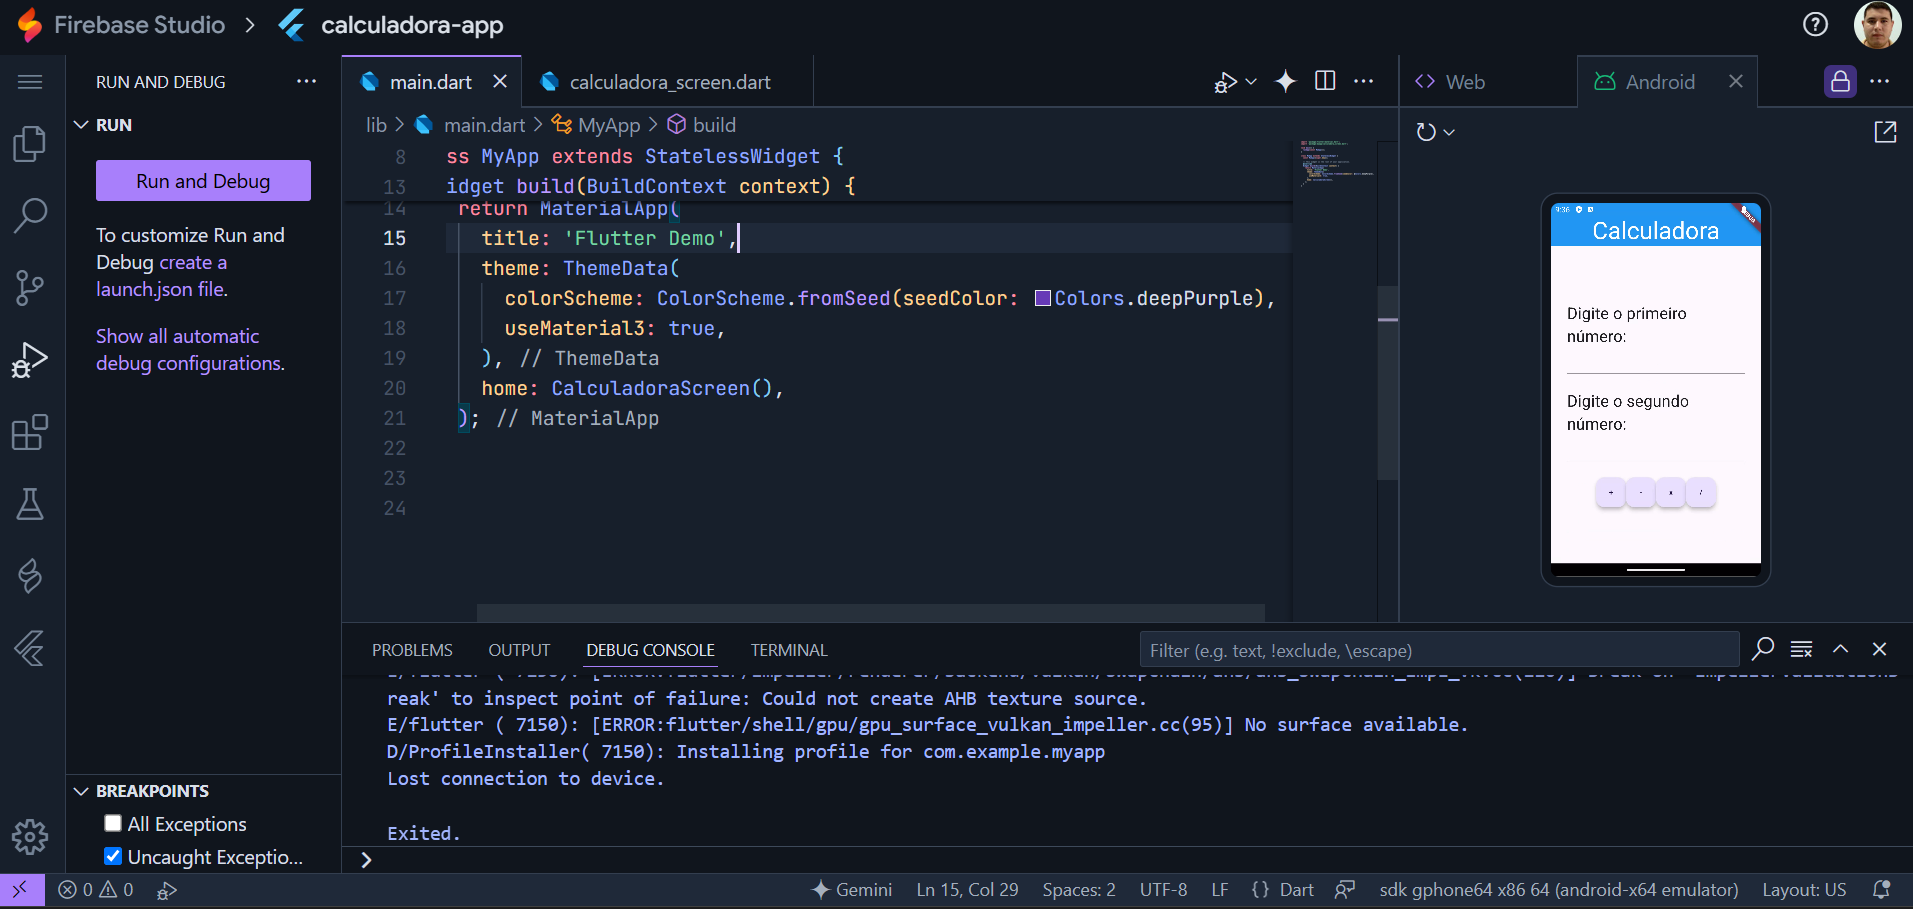 Firebase Studio > calculadora-app
RUN AND DEBUG
RUN
Run and Debug
To customize Run and
Debug create a
launch.json file.
Show all automatic
debug configurations.
BREAKPOINTS
All Exceptions
Uncaught Exceptio...
main.dart
calculadora_screen.dart
lib > main.dart > MyApp > build
8 ss MyApp extends StatelessWidget {
13 idget build(BuildContext context) {
14 return MaterialApp(
15 title: 'Flutter Demo',
16 theme: ThemeData(
17 colorScheme: ColorScheme.fromSeed(seedColor: Colors.deepPurple),
18 useMaterial3: true,
19 ), // ThemeData
20 home: CalculadoraScreen(),
21 ); // MaterialApp
22
23
24
Web
Android
9:36
Calculadora
Digite o primeiro
número:
Digite o segundo
número:
+ - x /
PROBLEMS OUTPUT DEBUG CONSOLE TERMINAL
Filter (e.g. text, !exclude, \escape)
reak' to inspect point of failure: Could not create AHB texture source.
E/flutter ( 7150): [ERROR:flutter/shell/gpu/gpu_surface_vulkan_impeller.cc(95)] No surface available.
D/ProfileInstaller( 7150): Installing profile for com.example.myapp
Lost connection to device.
Exited.
0 0
Gemini Ln 15, Col 29 Spaces: 2 UTF-8 LF {} Dart sdk gphone64 x86 64 (android-x64 emulator) Layout: US